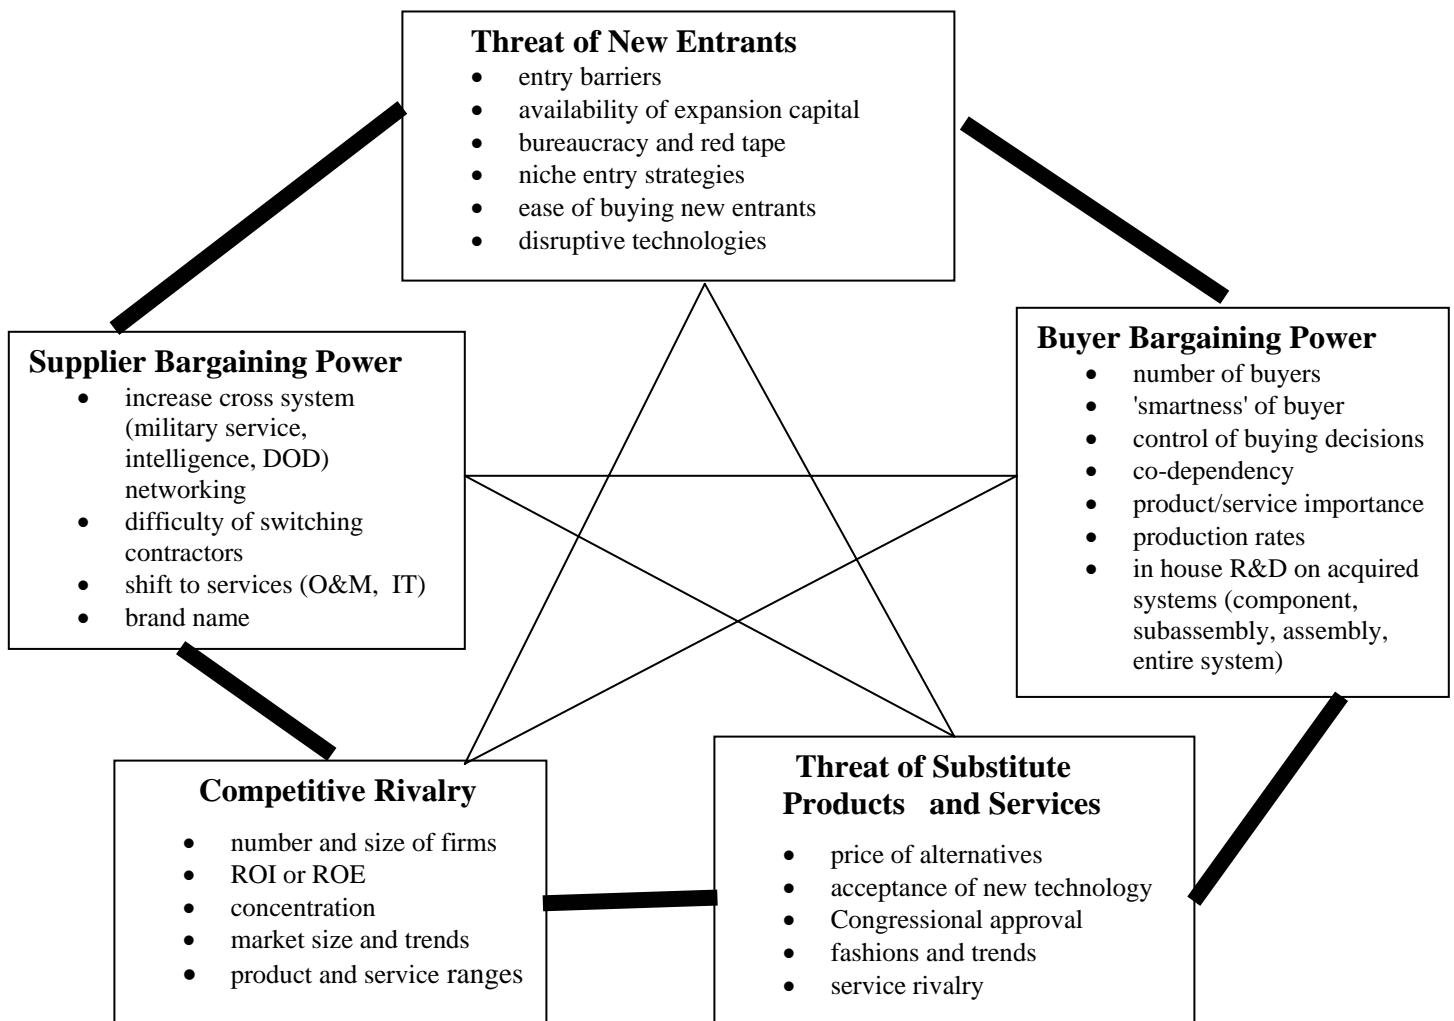 Threat of New Entrants
• entry barriers
• availability of expansion capital
• bureaucracy and red tape
• niche entry strategies
• ease of buying new entrants
• disruptive technologies
Supplier Bargaining Power
• increase cross system
(military service,
intelligence, DOD)
networking
• difficulty of switching
contractors
• shift to services (O&M, IT)
• brand name
Buyer Bargaining Power
• number of buyers
• 'smartness' of buyer
• control of buying decisions
• co-dependency
• product/service importance
• production rates
• in house R&D on acquired
systems (component,
subassembly, assembly,
entire system)
Competitive Rivalry
• number and size of firms
• ROI or ROE
• concentration
• market size and trends
• product and service ranges
Threat of Substitute
Products and Services
• price of alternatives
• acceptance of new technology
• Congressional approval
• fashions and trends
• service rivalry